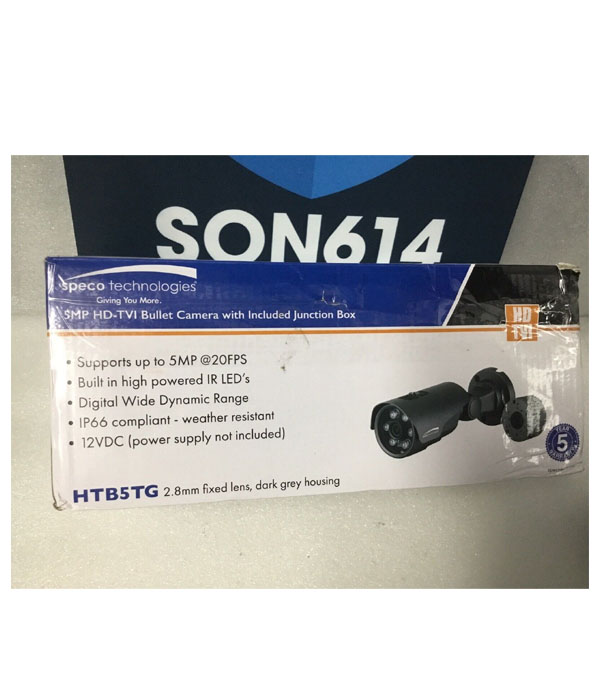 SON614
speco technologies
Giving You More.
5MP HD-TVI Bullet Camera with Included Junction Box
HD
TVI
• Supports up to 5MP @20FPS
• Built in high powered IR LED's
• Digital Wide Dynamic Range
• IP66 compliant - weather resistant
• 12VDC (power supply not included)
5
YEAR
HTB5TG 2.8mm fixed lens, dark grey housing